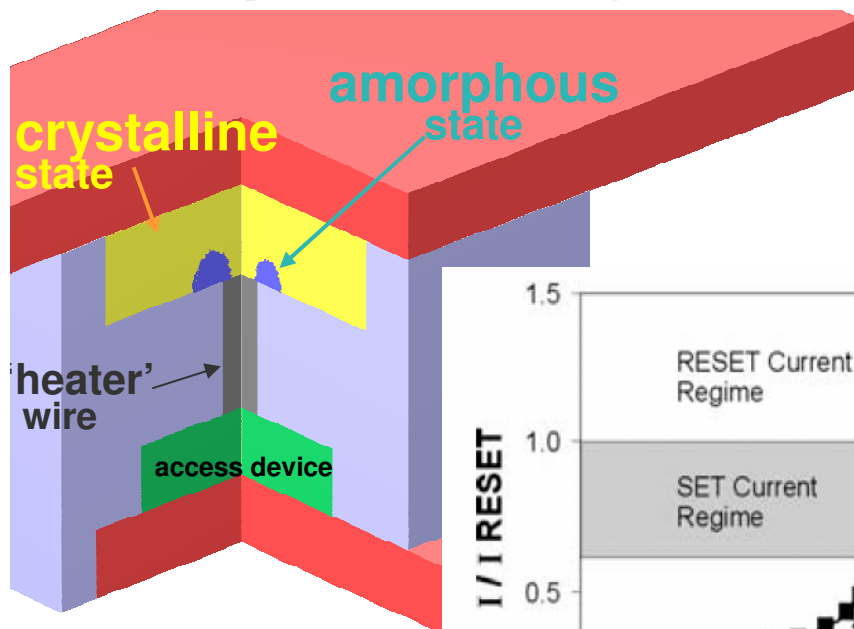 amorphous
state
crystalline
state
'heater'
wire
access device
1.5
RESET Current
Regime
1.0
SET Current
Regime
0.5
I / I RESET